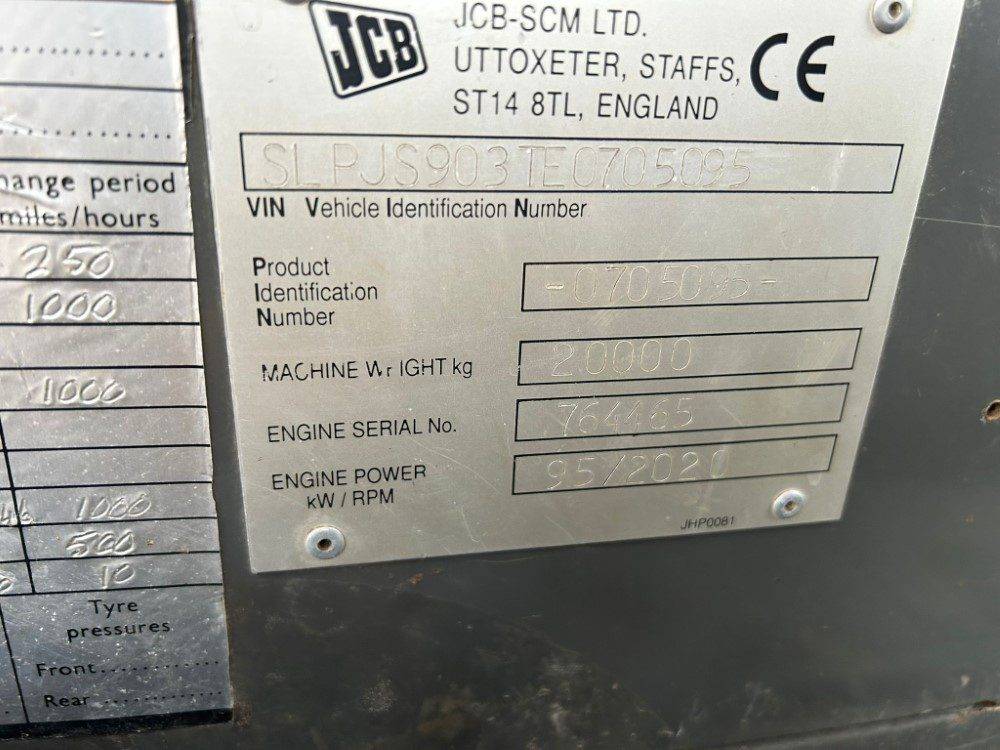 hange period
miles/hours
250
1000
1000
1000
500
10
Tyre
pressures
Front............
Rear............
JCB
JCB-SCM LTD.
UTTOXETER, STAFFS,
ST14 8TL, ENGLAND
CE
SLPJS903TE0705095
VIN Vehicle Identification Number
Product
Identification
Number
-0705095-
MACHINE WEIGHT kg
20000
ENGINE SERIAL No.
764465
ENGINE POWER
kW / RPM
95/2020
JHP0081